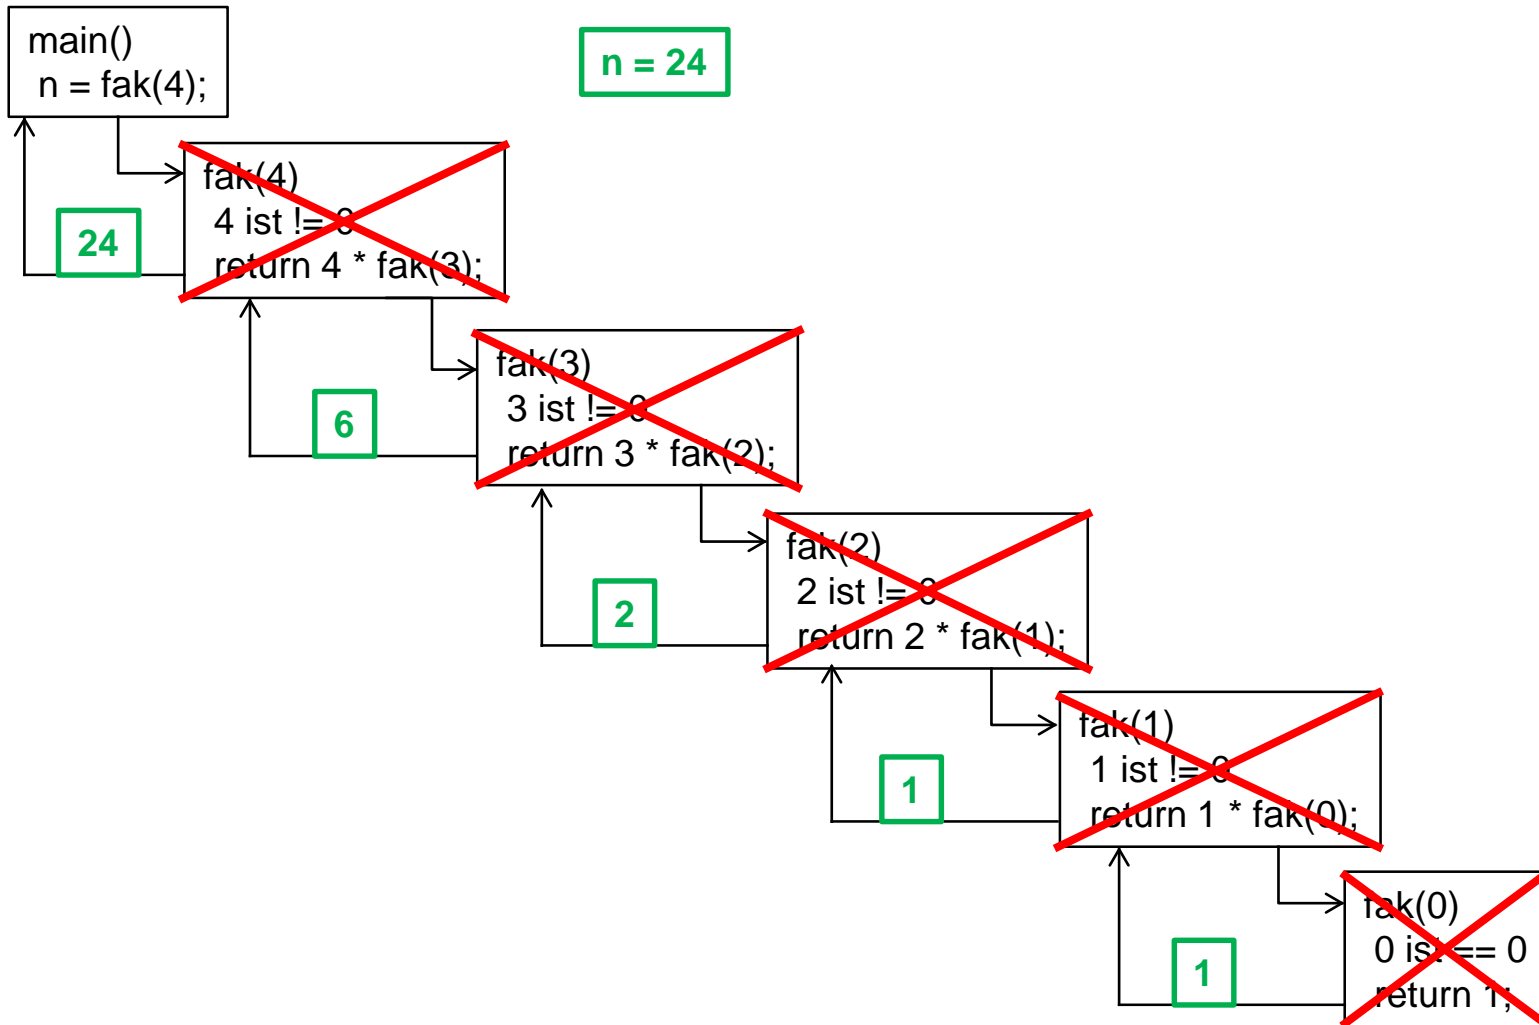 main()
n = fak(4);
n = 24
fak(4)
4 ist != 0
return 4 * fak(3);
24
fak(3)
3 ist != 0
return 3 * fak(2);
6
fak(2)
2 ist != 0
return 2 * fak(1);
2
fak(1)
1 ist != 0
return 1 * fak(0);
1
fak(0)
0 ist == 0
return 1;
1